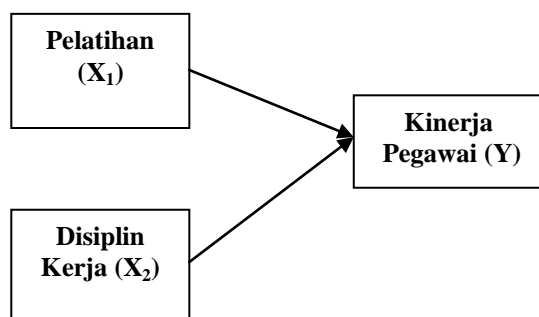 Pelatihan
(X₁)
Kinerja
Pegawai (Y)
Disiplin
Kerja (X₂)